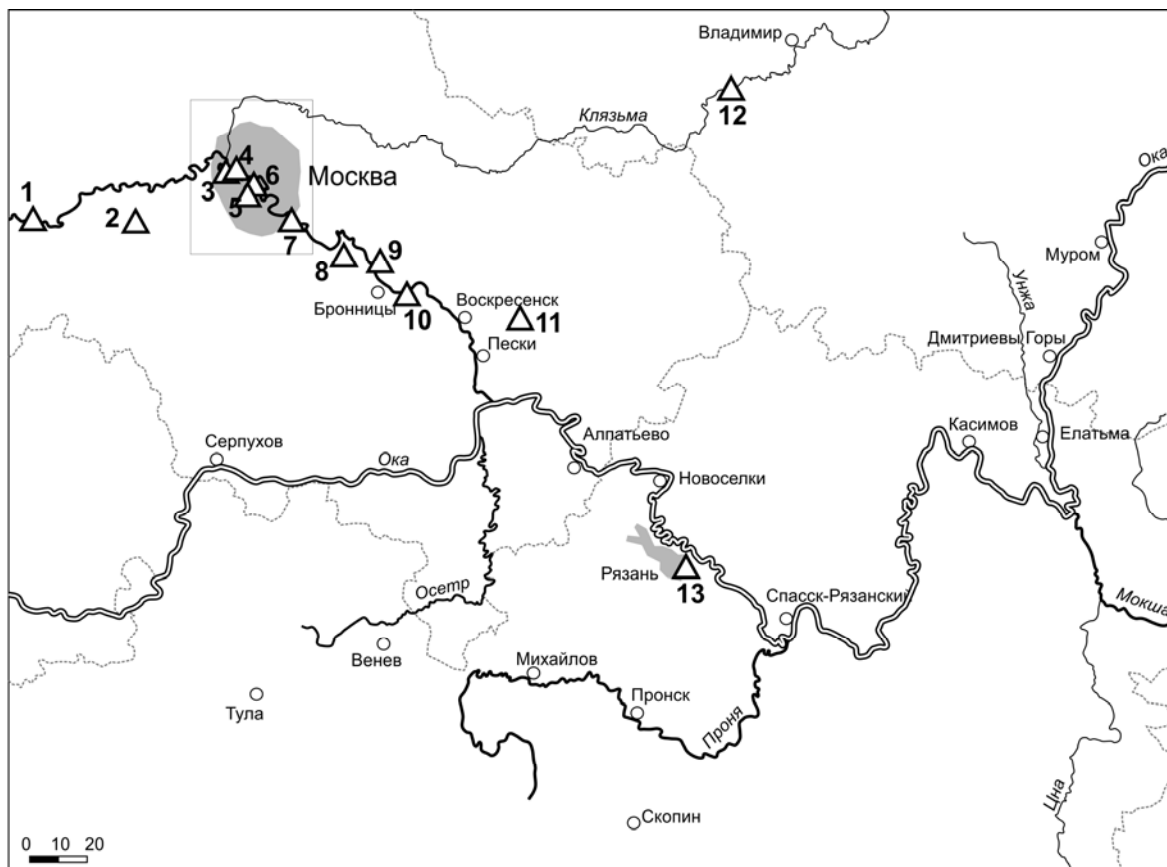 Владимир
12
Клязьма
Ока
4
6
Москва
3
5
1
2
7
8
9
Муром
Унжа
Бронницы
Воскресенск
10
11
Пески
Дмитриевы Горы
Касимов
Елатьма
Серпухов
Ока
Алпатьево
Новоселки
Рязань
13
Осетр
Спасск-Рязанский
Мокша
Венев
Михайлов
Тула
Пронск
Проня
Цна
Скопин
0 10 20